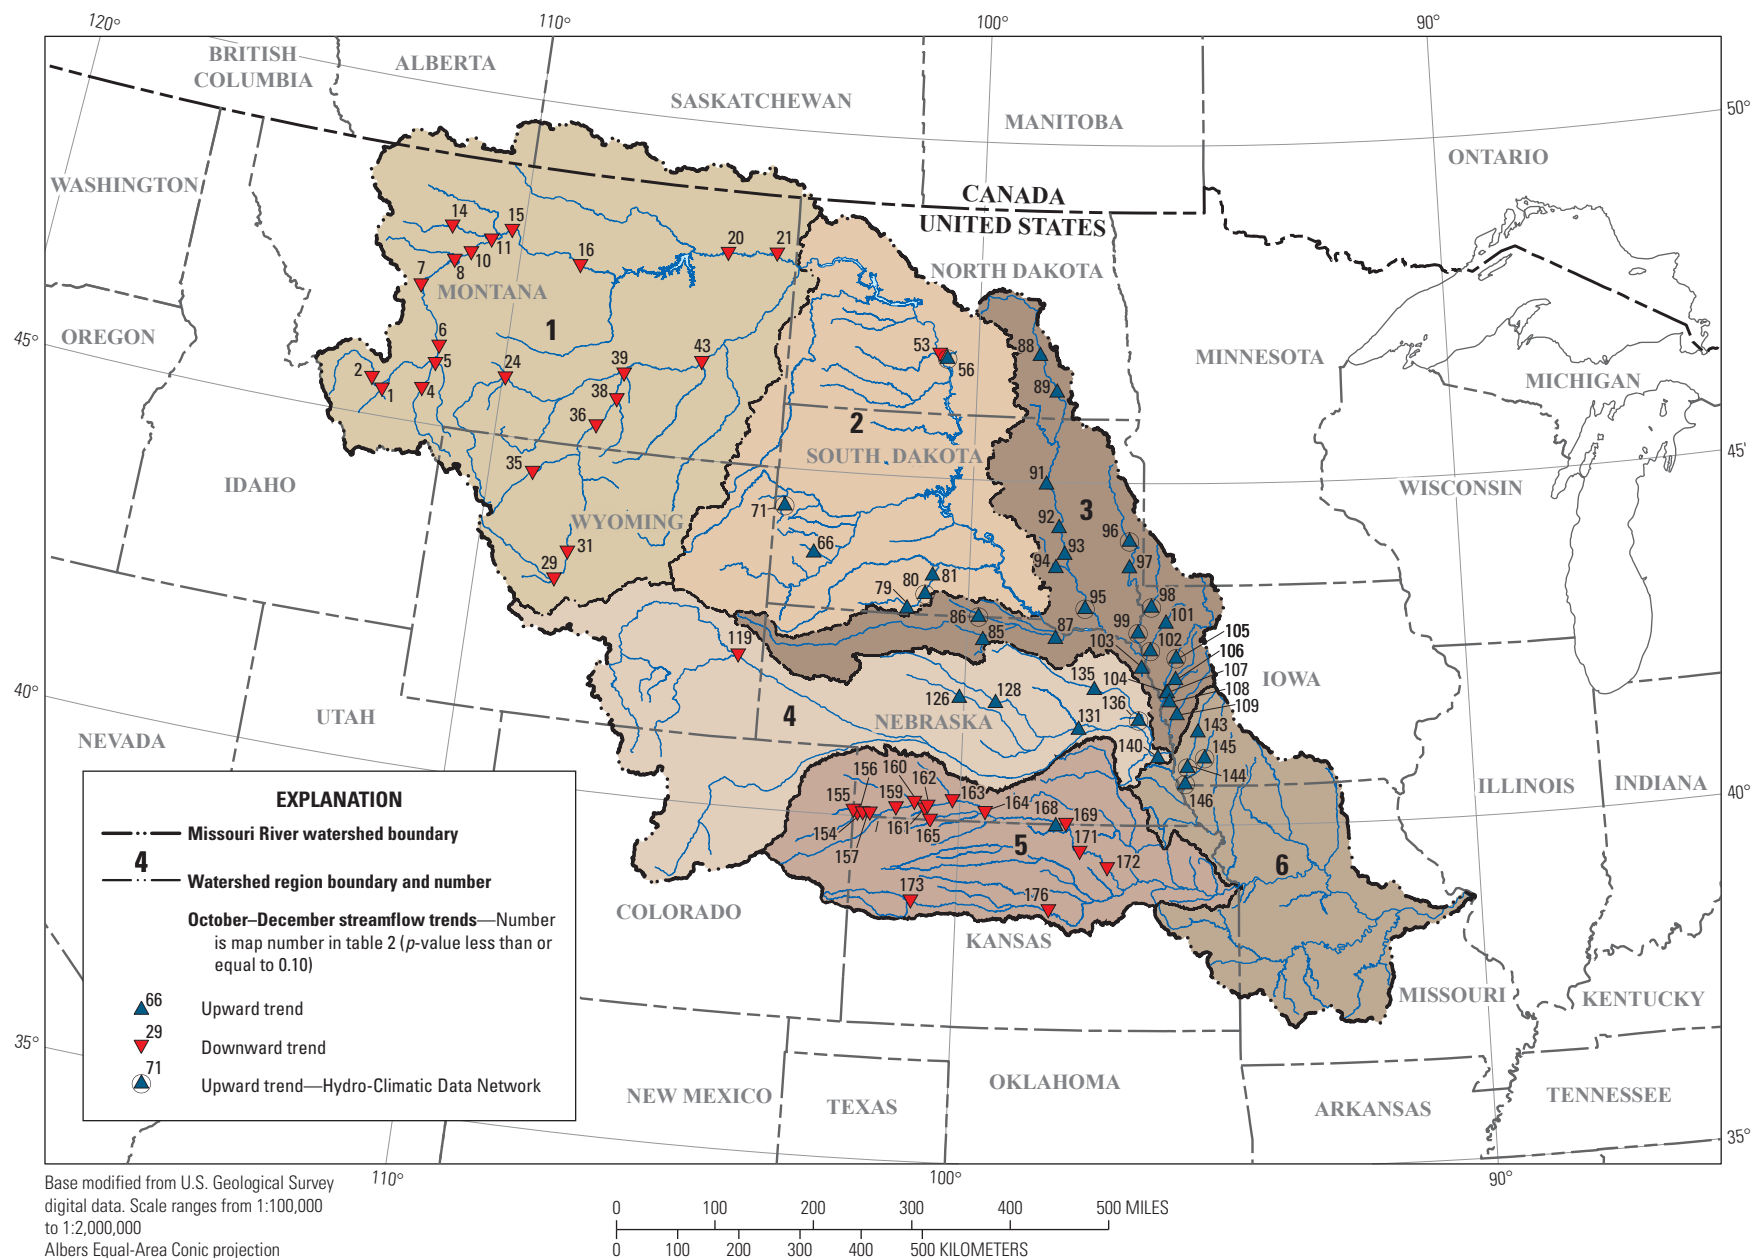 120°
110°
100°
90°
BRITISH
COLUMBIA
ALBERTA
SASKATCHEWAN
MANITOBA
ONTARIO
50°
WASHINGTON
CANADA
UNITED STATES
14
15
11
10
8
7
16
20
21
NORTH DAKOTA
MONTANA
OREGON
45°
1
6
5
2
1
4
24
39
43
38
36
35
53
56
88
89
MINNESOTA
MICHIGAN
2
SOUTH DAKOTA
45°
IDAHO
WYOMING
71
66
91
3
92
93
94
96
97
WISCONSIN
31
29
79
80
81
86
85
87
95
98
99
101
102
103
105
106
107
108
109
104
IOWA
119
40°
UTAH
NEVADA
4
126
128
NEBRASKA
135
136
131
140
143
145
144
146
ILLINOIS
INDIANA
40°
156
160
162
155
159
163
154
157
161
165
164
168
169
171
172
5
6
173
176
COLORADO
KANSAS
MISSOURI
KENTUCKY
EXPLANATION
Missouri River watershed boundary
4
Watershed region boundary and number
October–December streamflow trends—Number
is map number in table 2 (p-value less than or
equal to 0.10)
66
Upward trend
29
Downward trend
71
Upward trend—Hydro-Climatic Data Network
35°
NEW MEXICO
TEXAS
OKLAHOMA
ARKANSAS
TENNESSEE
35°
110°
100°
90°
Base modified from U.S. Geological Survey
digital data. Scale ranges from 1:100,000
to 1:2,000,000
Albers Equal-Area Conic projection
0 100 200 300 400 500 MILES
0 100 200 300 400 500 KILOMETERS